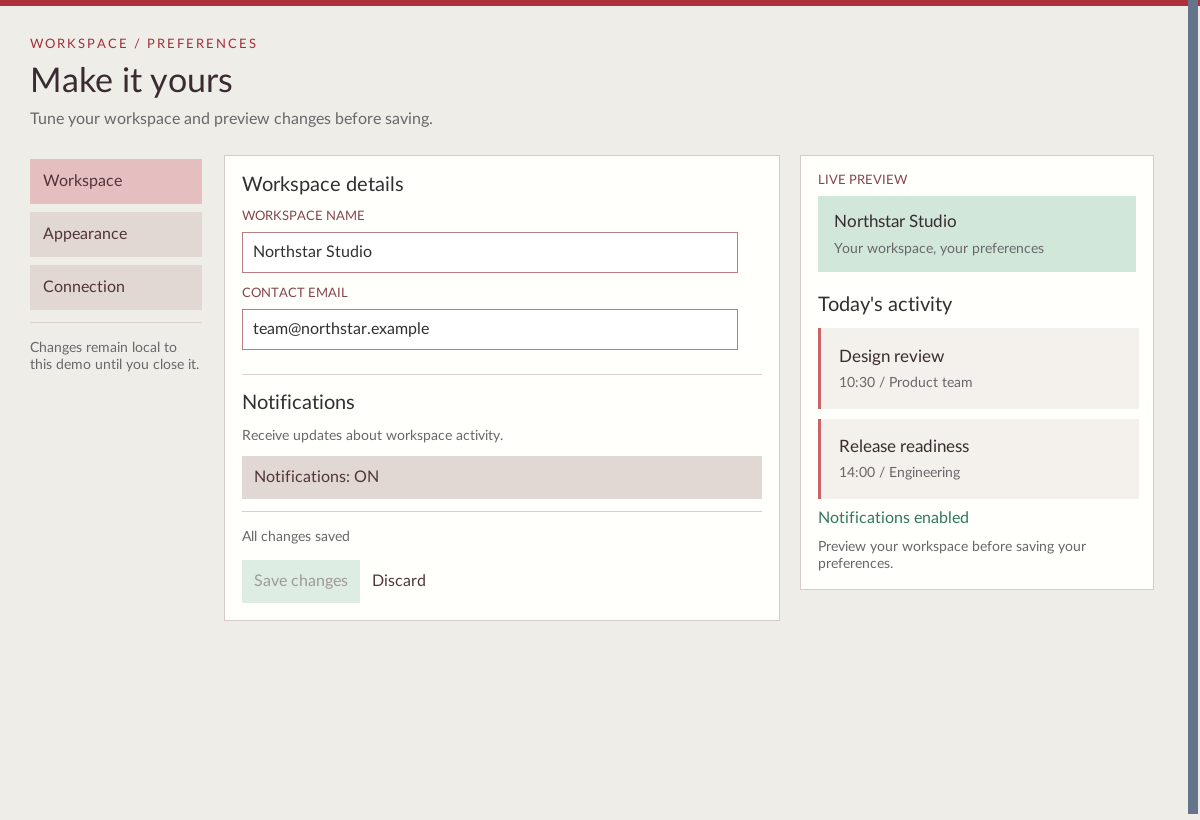 WORKSPACE / PREFERENCES
Make it yours
Tune your workspace and preview changes before saving.
Workspace
Appearance
Connection
Changes remain local to
this demo until you close it.
Workspace details
WORKSPACE NAME
Northstar Studio
CONTACT EMAIL
team@northstar.example
Notifications
Receive updates about workspace activity.
Notifications: ON
All changes saved
Save changes
Discard
LIVE PREVIEW
Northstar Studio
Your workspace, your preferences
Today's activity
Design review
10:30 / Product team
Release readiness
14:00 / Engineering
Notifications enabled
Preview your workspace before saving your
preferences.